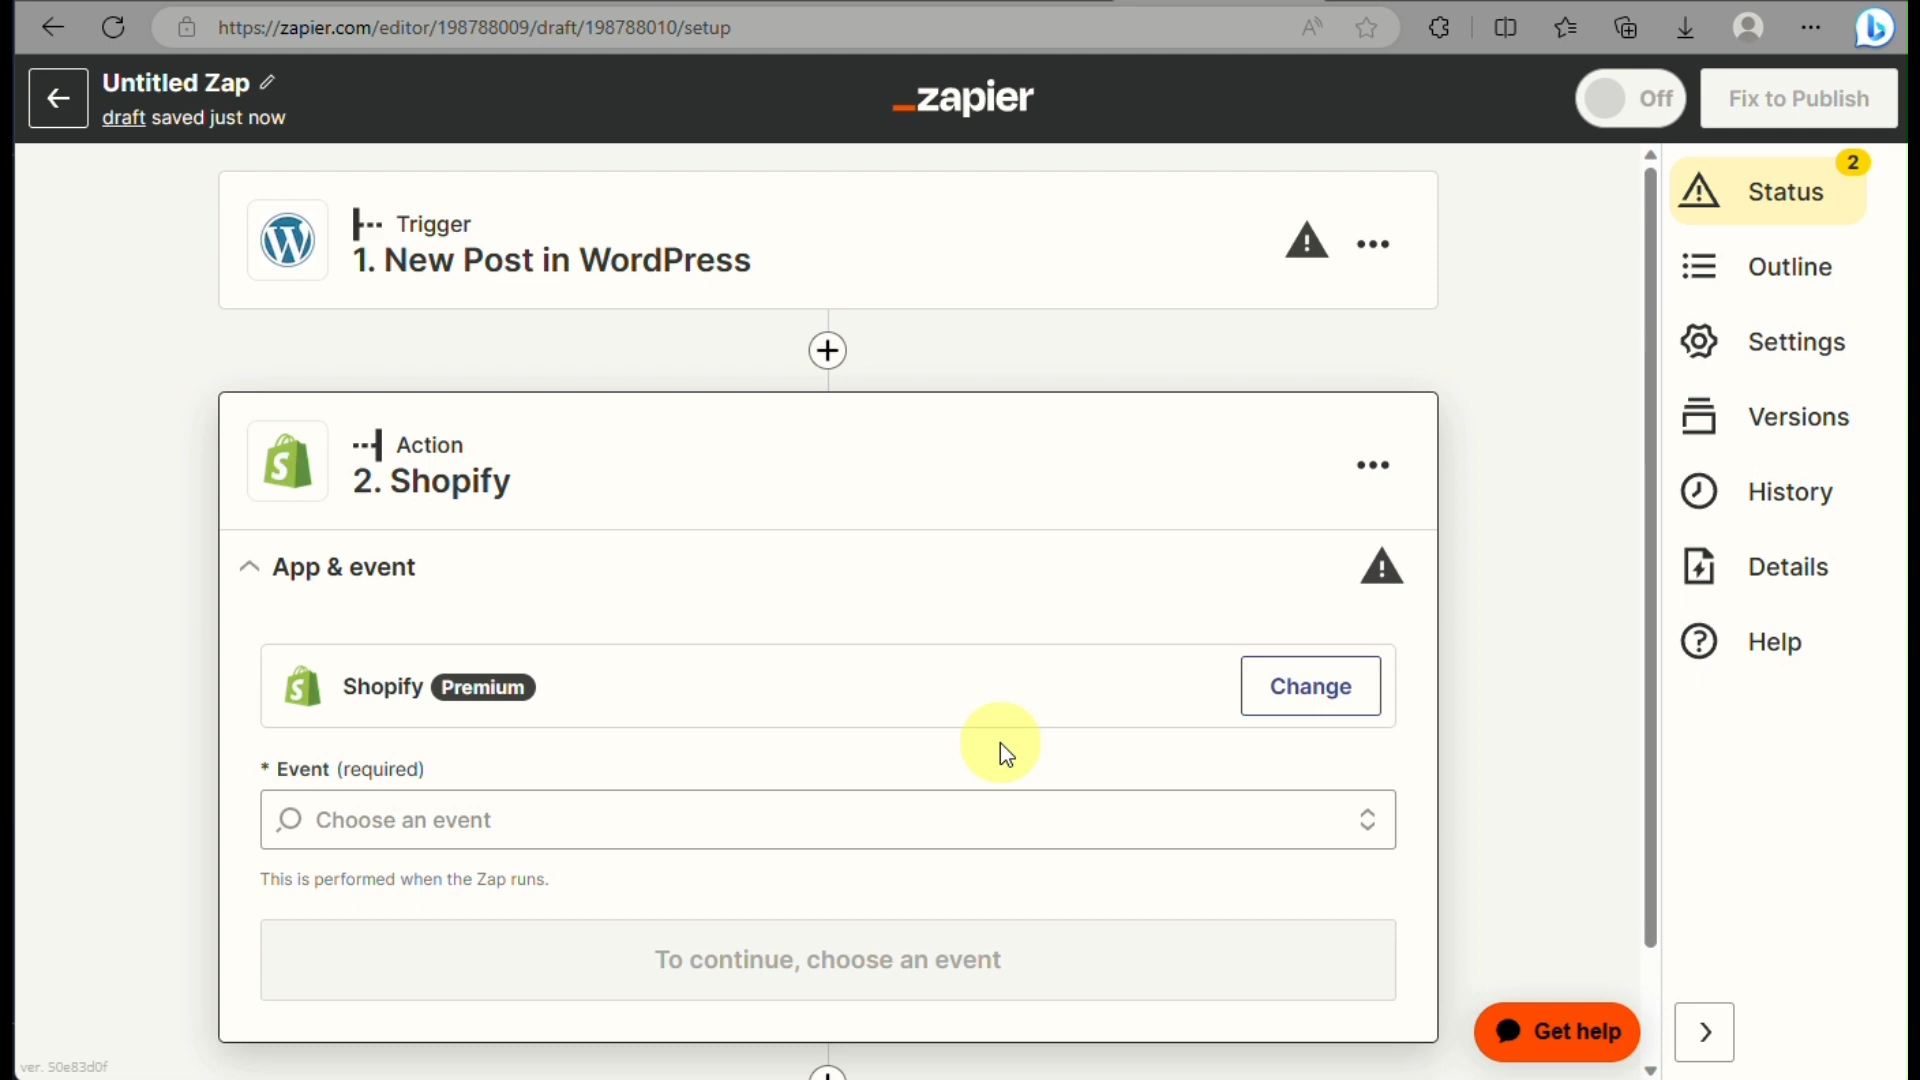 https://zapier.com/editor/198788009/draft/198788010/setup
Untitled Zap
draft saved just now
zapier
Off
Fix to Publish
Trigger
1. New Post in WordPress
2
Status
Outline
Settings
Versions
History
Details
Help
Action
2. Shopify
App & event
Shopify Premium
Change
* Event (required)
Choose an event
This is performed when the Zap runs.
To continue, choose an event
Get help
ver. 50e83d0f